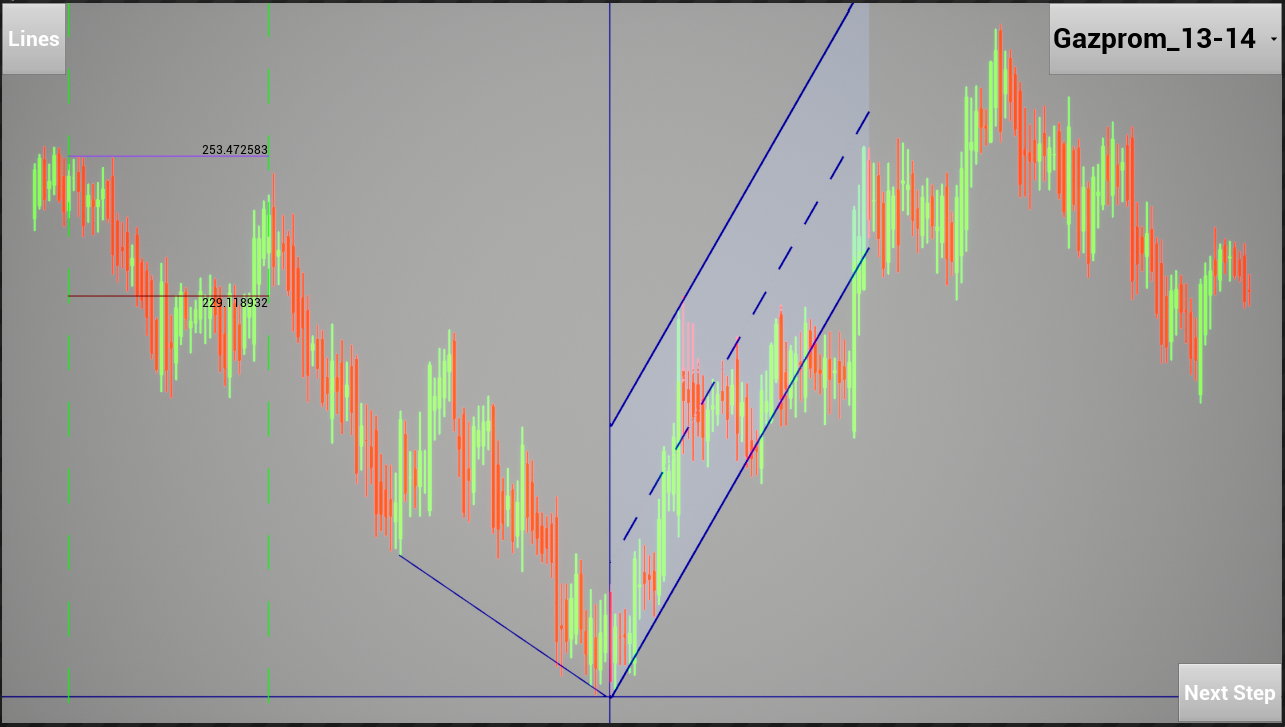 Lines
Gazprom_13-14
253.472583
229.118932
Next Step